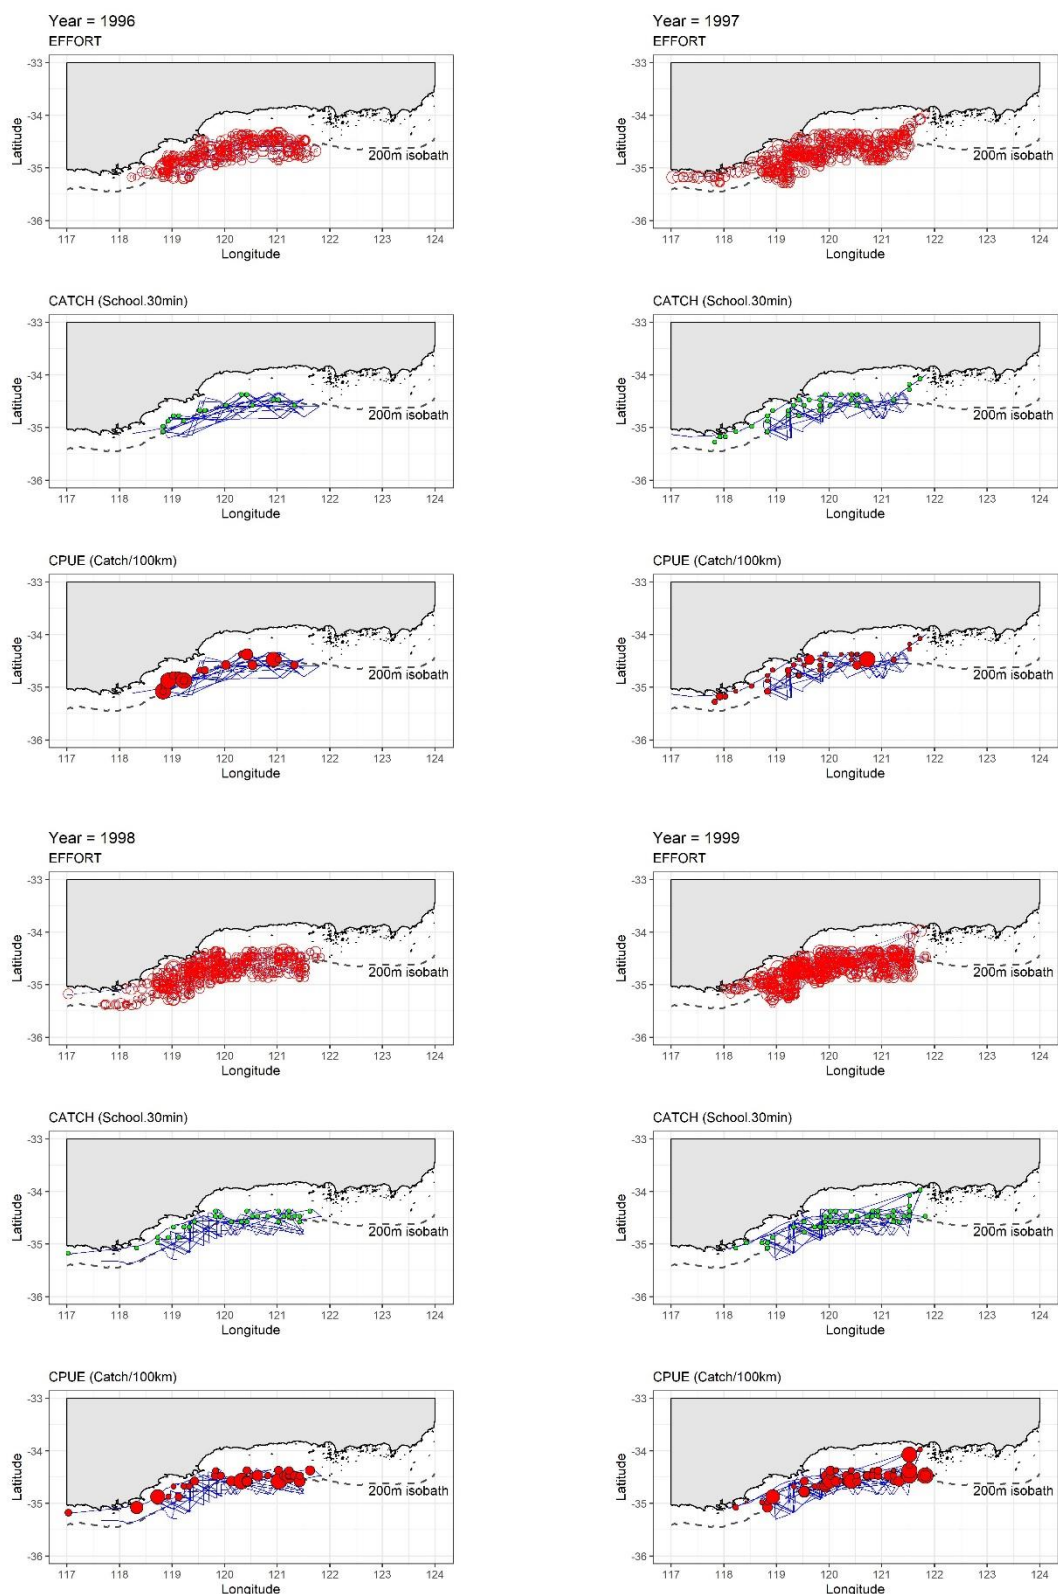 Year = 1996
EFFORT
-33
-34
-35
-36
Latitude
200m isobath
117 118 119 120 121 122 123 124
Longitude
CATCH (School.30min)
-33
-34
-35
-36
Latitude
200m isobath
117 118 119 120 121 122 123 124
Longitude
CPUE (Catch/100km)
-33
-34
-35
-36
Latitude
200m isobath
117 118 119 120 121 122 123 124
Longitude
Year = 1997
EFFORT
-33
-34
-35
-36
Latitude
200m isobath
117 118 119 120 121 122 123 124
Longitude
CATCH (School.30min)
-33
-34
-35
-36
Latitude
200m isobath
117 118 119 120 121 122 123 124
Longitude
CPUE (Catch/100km)
-33
-34
-35
-36
Latitude
200m isobath
117 118 119 120 121 122 123 124
Longitude
Year = 1998
EFFORT
-33
-34
-35
-36
Latitude
200m isobath
117 118 119 120 121 122 123 124
Longitude
CATCH (School.30min)
-33
-34
-35
-36
Latitude
200m isobath
117 118 119 120 121 122 123 124
Longitude
CPUE (Catch/100km)
-33
-34
-35
-36
Latitude
200m isobath
117 118 119 120 121 122 123 124
Longitude
Year = 1999
EFFORT
-33
-34
-35
-36
Latitude
200m isobath
117 118 119 120 121 122 123 124
Longitude
CATCH (School.30min)
-33
-34
-35
-36
Latitude
200m isobath
117 118 119 120 121 122 123 124
Longitude
CPUE (Catch/100km)
-33
-34
-35
-36
Latitude
200m isobath
117 118 119 120 121 122 123 124
Longitude